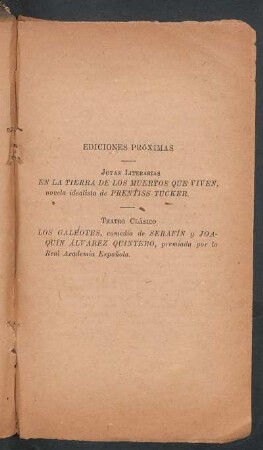 EDICIONES PRÓXIMAS
JOYAS LITERARIAS
EN LA TIERRA DE LOS MUERTOS QUE VIVEN,
novela idealista de PRENTISS TUCKER.
TEATRO CLÁSICO
LOS GALEOTES, comedia de SERAFÍN y JOA-
QUÍN ÁLVAREZ QUINTERO, premiada por la
Real Academia Española.